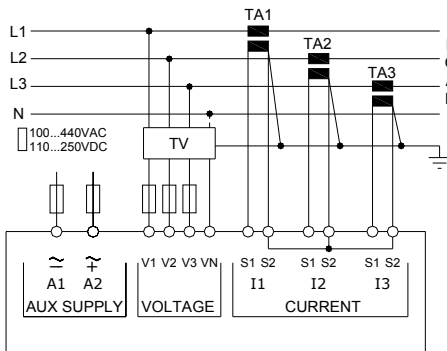 TA1
L1
TA2
L2
TA3
L3
N
100...440VAC
110...250VDC
TV
V1 V2 V3 VN S1 S2 S1 S2 S1 S2
A1 A2 I1 I2 I3
AUX SUPPLY VOLTAGE CURRENT